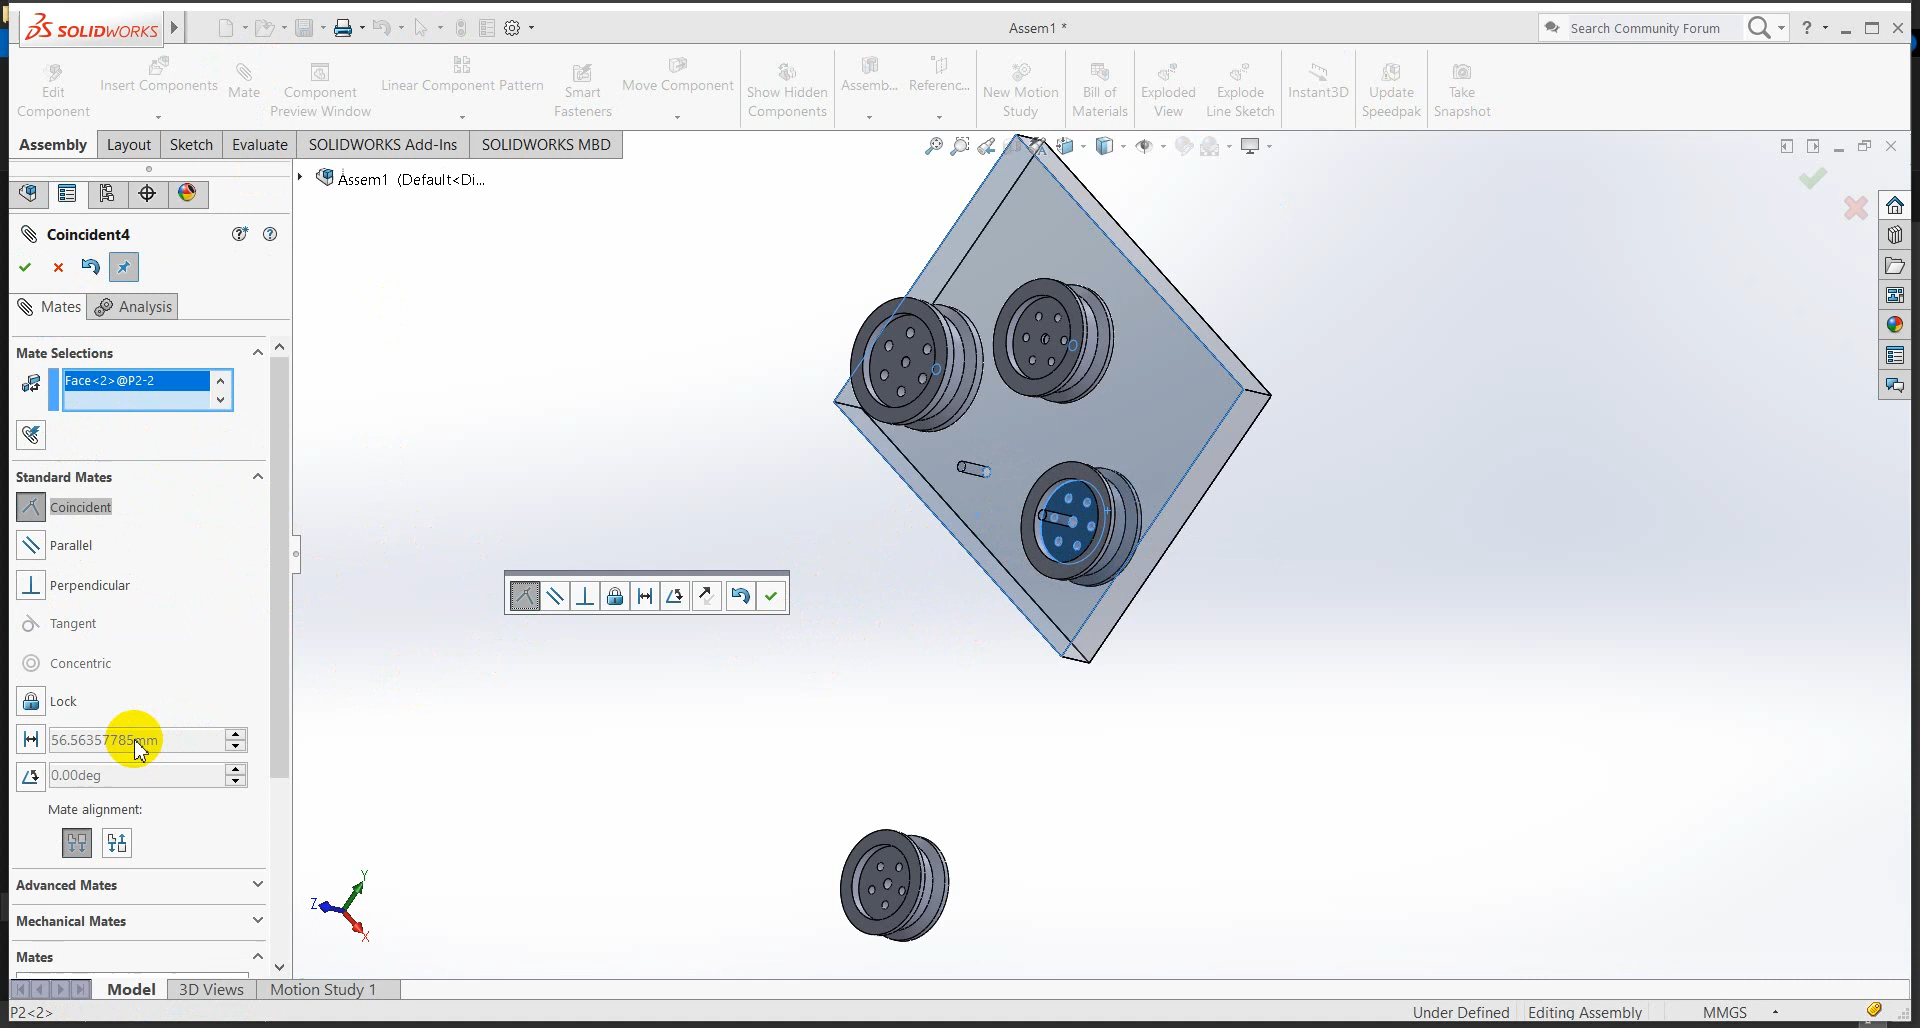 SOLIDWORKS
Assem1 *
Search Community Forum
?
Edit Component
Insert Components
Mate
Component Preview Window
Linear Component Pattern
Smart Fasteners
Move Component
Show Hidden Components
Assemb...
Referenc...
New Motion Study
Bill of Materials
Exploded View
Explode Line Sketch
Instant3D
Update Speedpak
Take Snapshot
Assembly
Layout
Sketch
Evaluate
SOLIDWORKS Add-Ins
SOLIDWORKS MBD
Assem1 (Default<Di...
Coincident4
Mates
Analysis
Mate Selections
Face<2>@P2-2
Standard Mates
Coincident
Parallel
Perpendicular
Tangent
Concentric
Lock
56.56357785mm
0.00deg
Mate alignment:
Advanced Mates
Mechanical Mates
Mates
Y
Z
X
Model
3D Views
Motion Study 1
P2<2>
Under Defined
Editing Assembly
MMGS